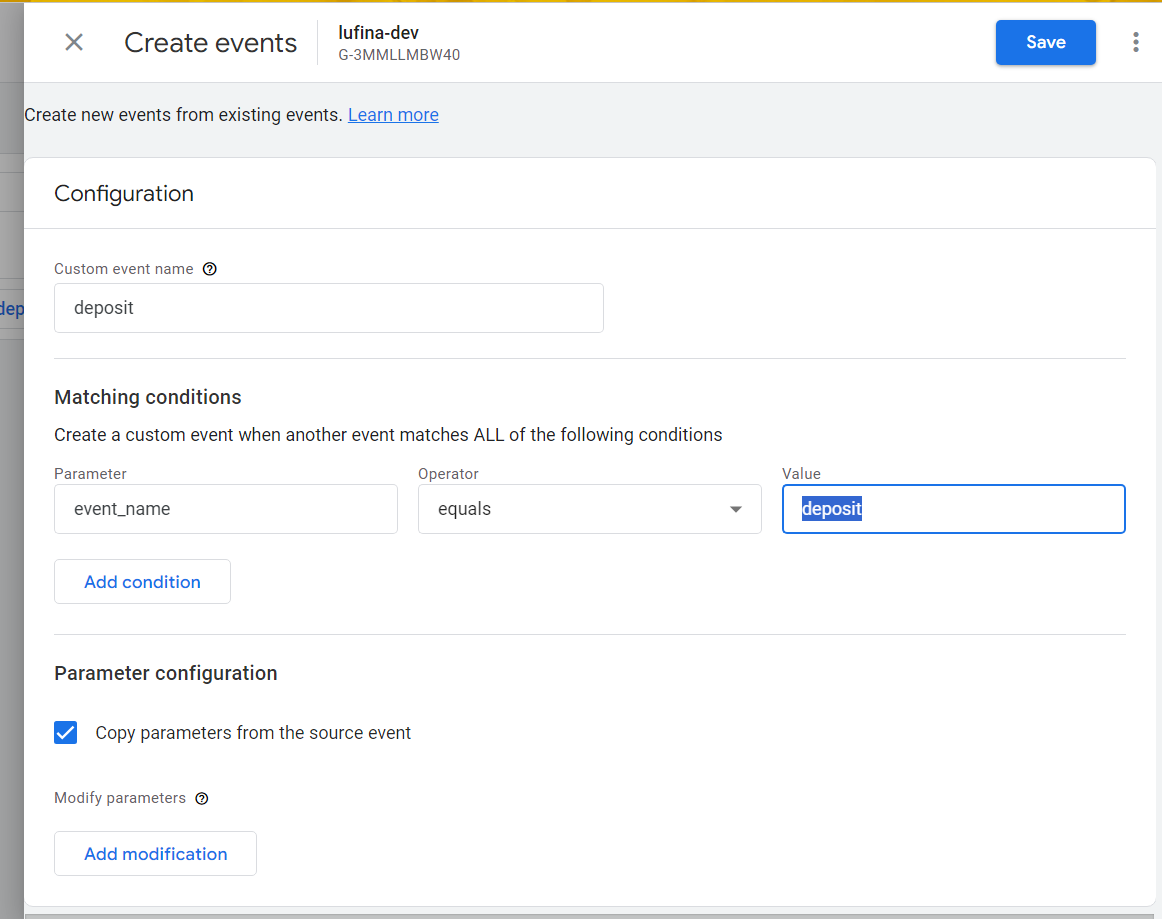 Create events
lufina-dev
G-3MMLLMBW40
Save
Create new events from existing events. Learn more
Configuration
Custom event name
deposit
dep
Matching conditions
Create a custom event when another event matches ALL of the following conditions
Parameter
Operator
Value
event_name
equals
deposit
Add condition
Parameter configuration
Copy parameters from the source event
Modify parameters
Add modification